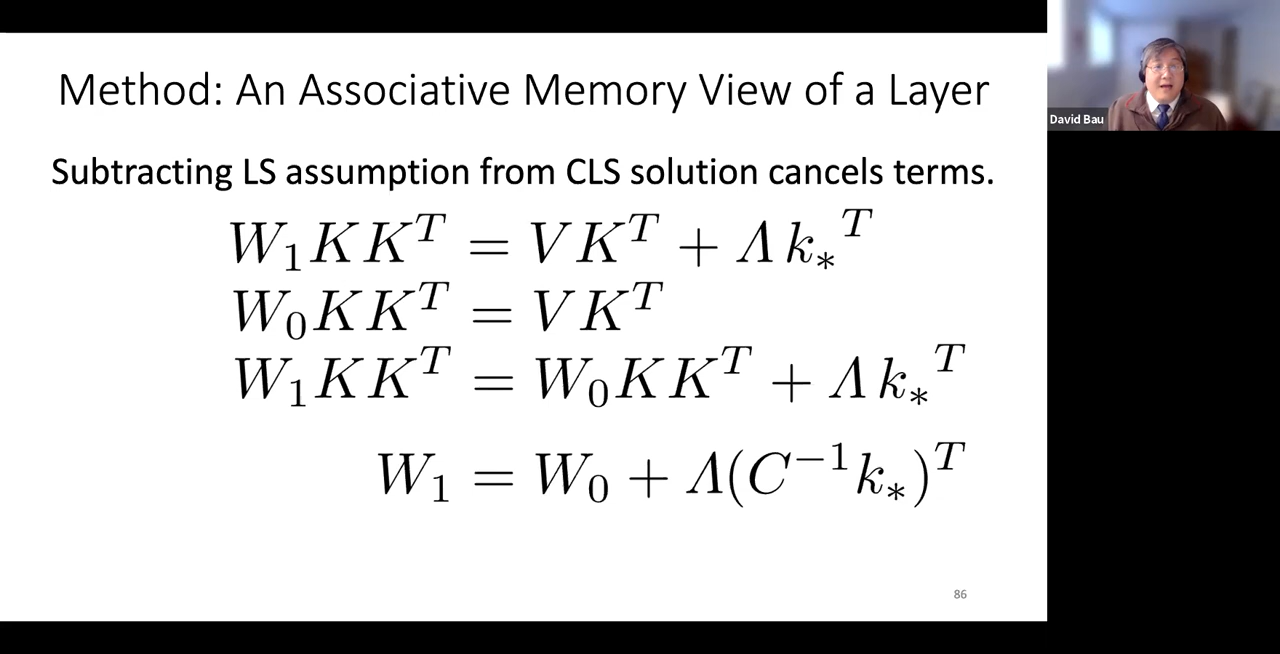 Method: An Associative Memory View of a Layer
Subtracting LS assumption from CLS solution cancels terms.
W₁KKᵀ = VKᵀ + Λk∗ᵀ
W₀KKᵀ = VKᵀ
W₁KKᵀ = W₀KKᵀ + Λk∗ᵀ
W₁ = W₀ + Λ(C⁻¹k∗)ᵀ
86
David Bau